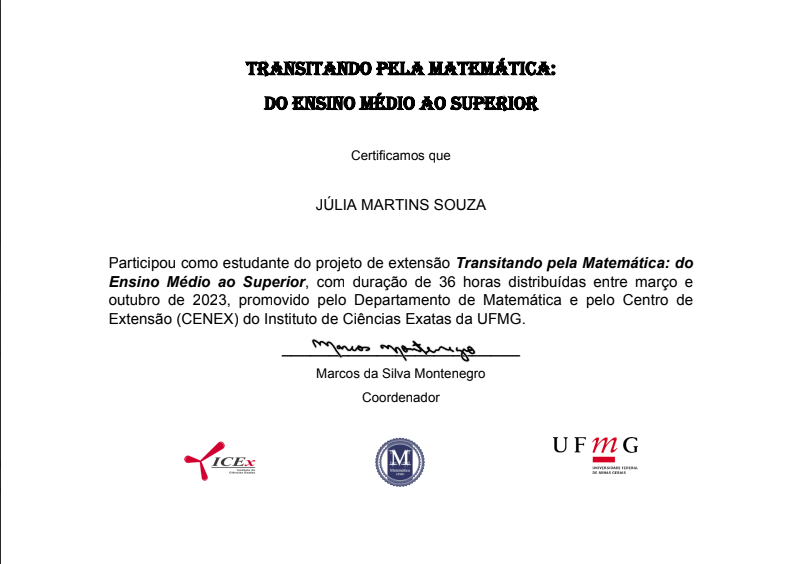 TRANSITANDO PELA MATEMÁTICA:
DO ENSINO MÉDIO AO SUPERIOR
Certificamos que
JÚLIA MARTINS SOUZA
Participou como estudante do projeto de extensão Transitando pela Matemática: do
Ensino Médio ao Superior, com duração de 36 horas distribuídas entre março e
outubro de 2023, promovido pelo Departamento de Matemática e pelo Centro de
Extensão (CENEX) do Instituto de Ciências Exatas da UFMG.
Marcos Montenegro
Marcos da Silva Montenegro
Coordenador
ICEx
Instituto de
Ciências Exatas
M
Matemática
UFMG
UFMG
UNIVERSIDADE FEDERAL
DE MINAS GERAIS